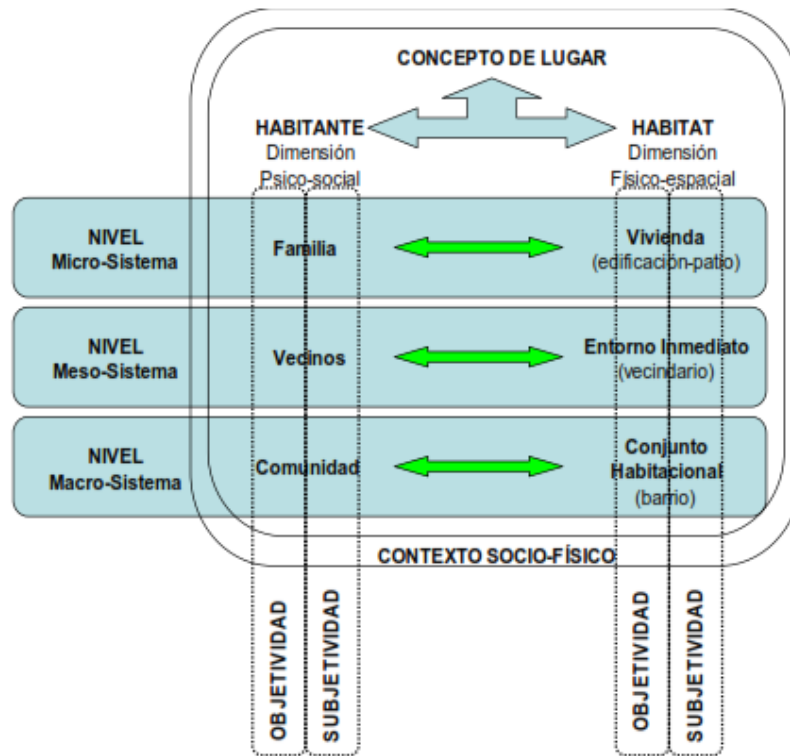 CONCEPTO DE LUGAR
HABITANTE
Dimensión
Psico-social
HABITAT
Dimensión
Físico-espacial
NIVEL
Micro-Sistema
Familia
Vivienda
(edificación-patio)
NIVEL
Meso-Sistema
Vecinos
Entorno Inmediato
(vecindario)
NIVEL
Macro-Sistema
Comunidad
Conjunto
Habitacional
(barrio)
CONTEXTO SOCIO-FÍSICO
OBJETIVIDAD
SUBJETIVIDAD
OBJETIVIDAD
SUBJETIVIDAD